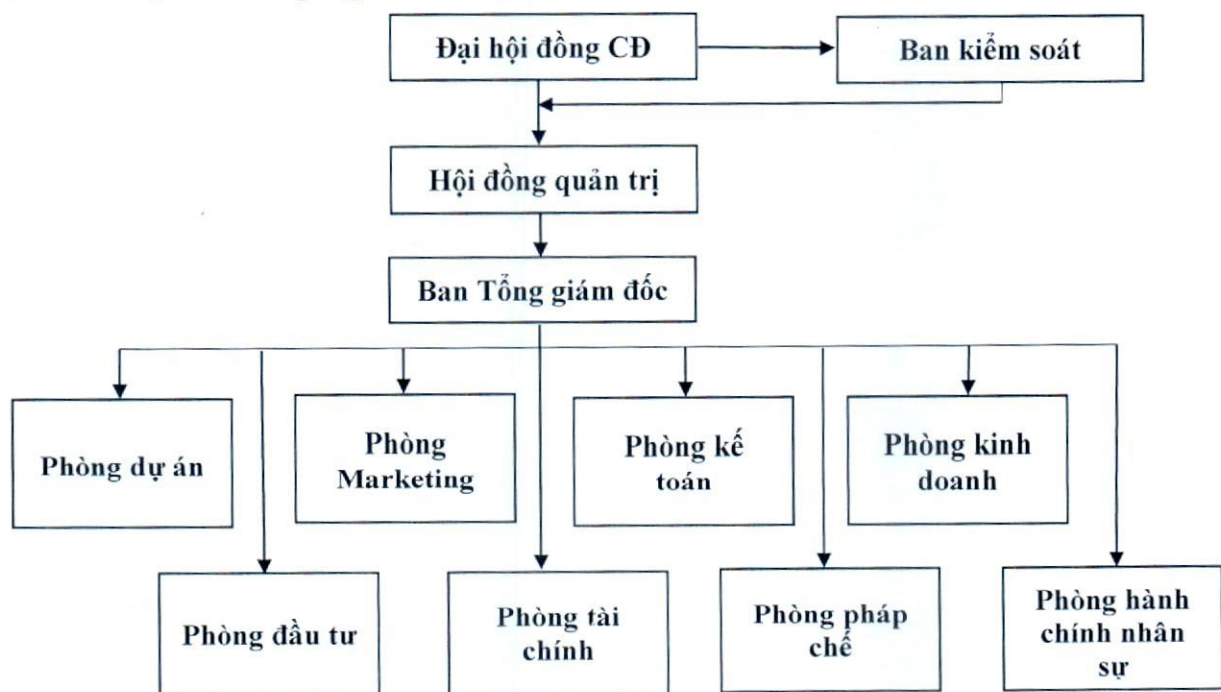 Đại hội đồng CĐ
Ban kiểm soát
Hội đồng quản trị
Ban Tổng giám đốc
Phòng dự án
Phòng
Marketing
Phòng kế
toán
Phòng kinh
doanh
Phòng đầu tư
Phòng tài
chính
Phòng pháp
chế
Phòng hành
chính nhân
sự